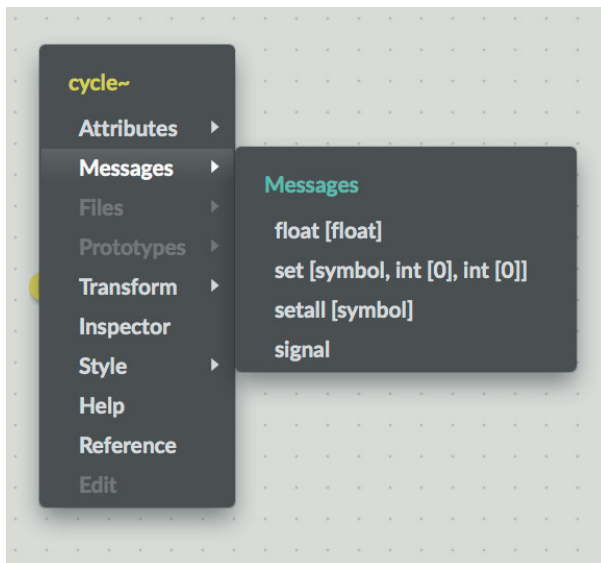 cycle~
Attributes
Messages
Files
Prototypes
Transform
Inspector
Style
Help
Reference
Edit
Messages
float [float]
set [symbol, int [0], int [0]]
setall [symbol]
signal